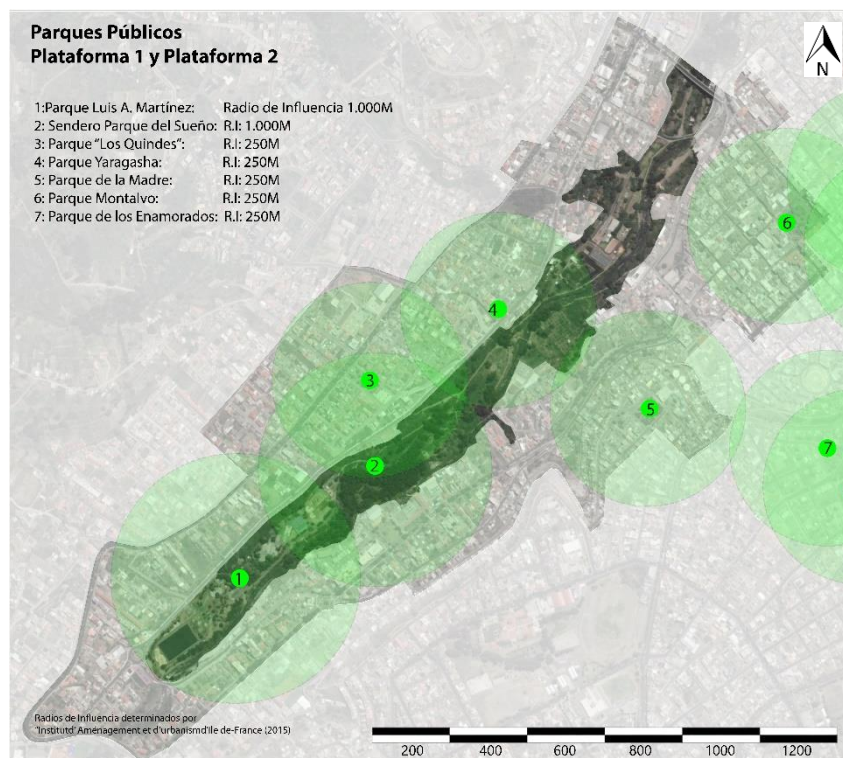 Parques Públicos
Plataforma 1 y Plataforma 2
N
1:Parque Luis A. Martínez: Radio de Influencia 1.000M
2: Sendero Parque del Sueño: R.I: 1.000M
3: Parque "Los Quindes": R.I: 250M
4: Parque Yaragasha: R.I: 250M
5: Parque de la Madre: R.I: 250M
6: Parque Montalvo: R.I: 250M
7: Parque de los Enamorados: R.I: 250M
6
4
3
5
7
2
1
Radios de Influencia determinados por
"Institutd' Aménagement et d'urbanismd'Ile de-France (2015)
200 400 600 800 1000 1200